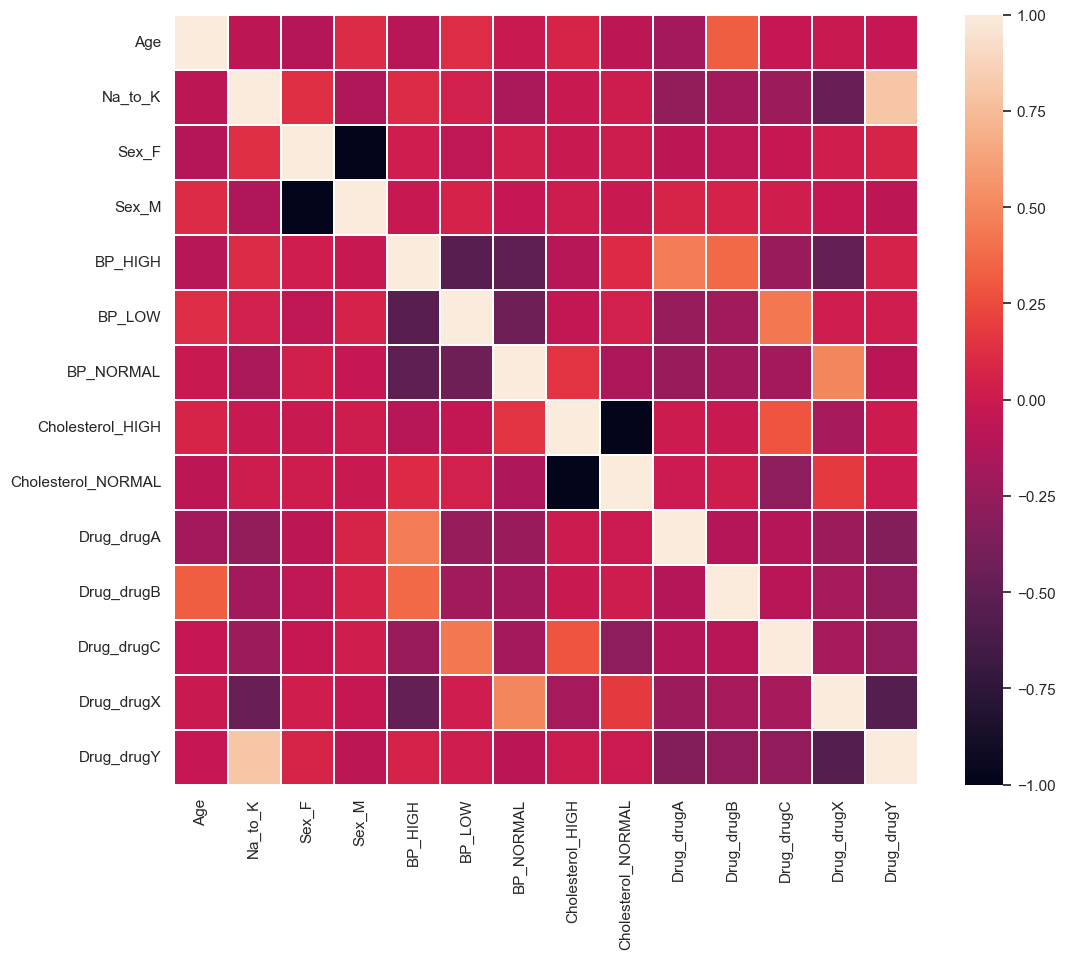 Age
Na_to_K
Sex_F
Sex_M
BP_HIGH
BP_LOW
BP_NORMAL
Cholesterol_HIGH
Cholesterol_NORMAL
Drug_drugA
Drug_drugB
Drug_drugC
Drug_drugX
Drug_drugY
Age
Na_to_K
Sex_F
Sex_M
BP_HIGH
BP_LOW
BP_NORMAL
Cholesterol_HIGH
Cholesterol_NORMAL
Drug_drugA
Drug_drugB
Drug_drugC
Drug_drugX
Drug_drugY
1.00
0.75
0.50
0.25
0.00
−0.25
−0.50
−0.75
−1.00